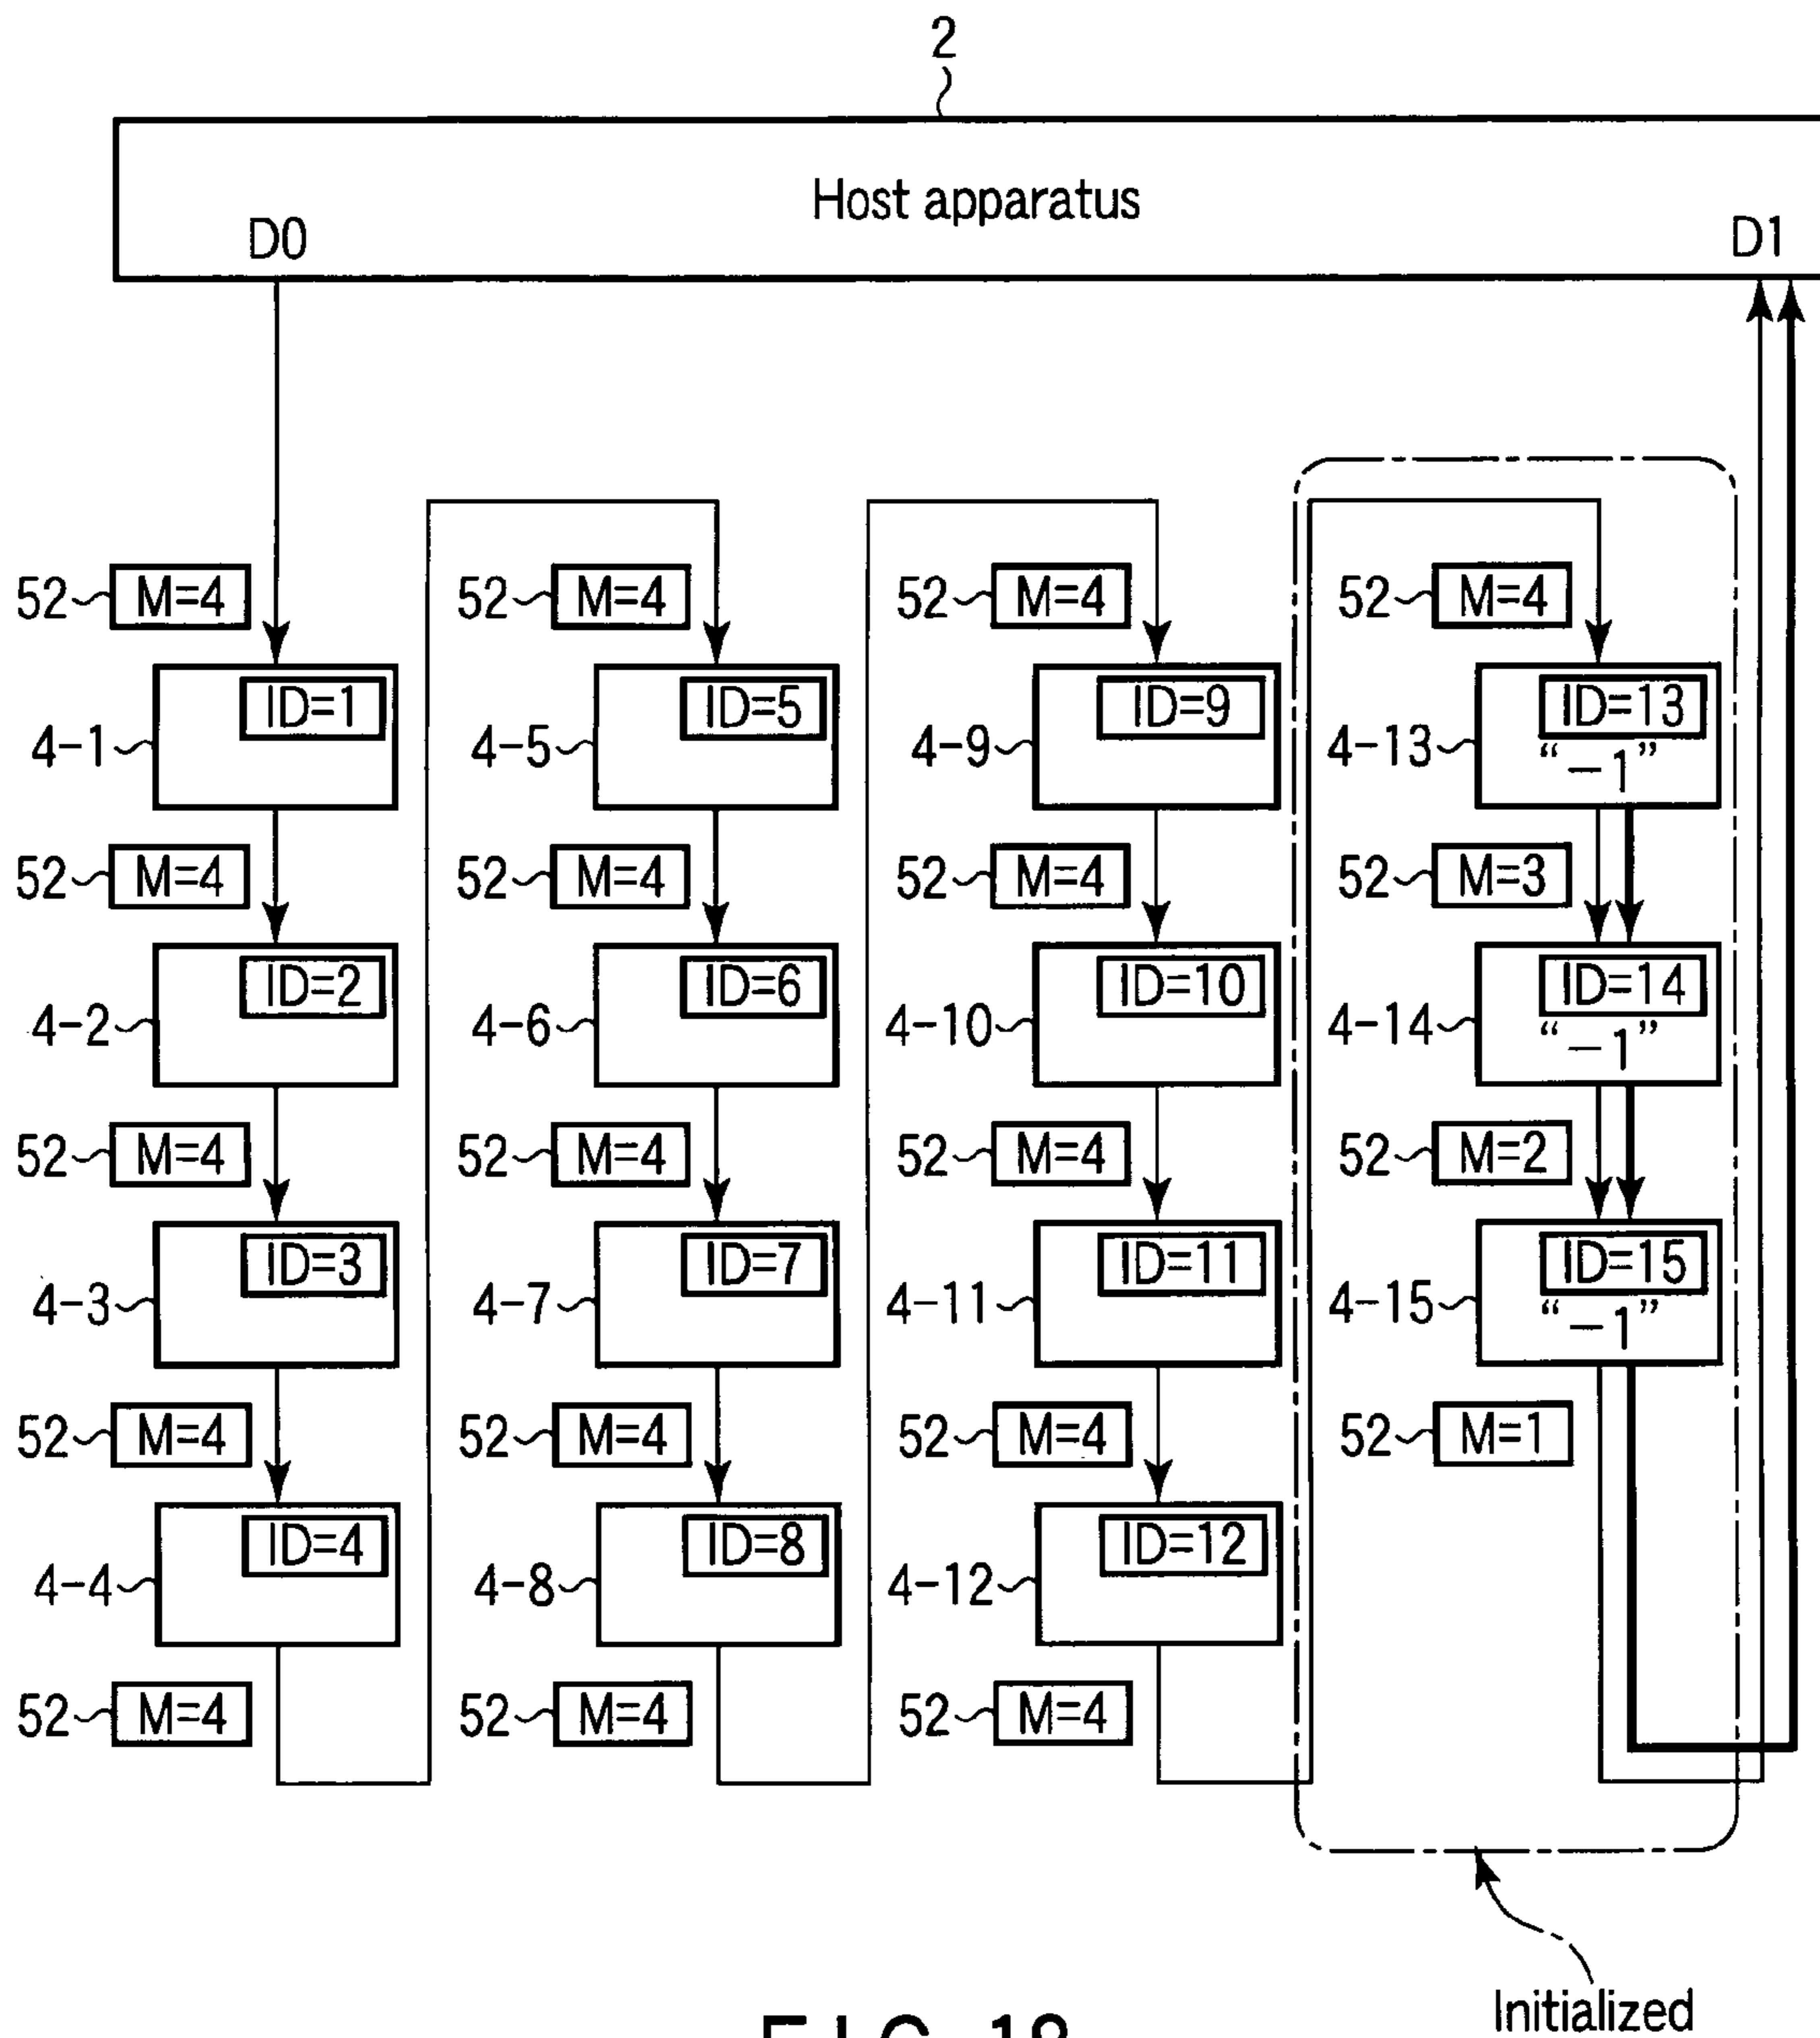 2
Host apparatus
D0
D1
52 M=4 52 M=4 52 M=4 52 M=4
ID=1 ID=5 ID=9 ID=13
4-1 4-5 4-9 4-13 “−1”
52 M=4 52 M=4 52 M=4 52 M=3
ID=2 ID=6 ID=10 ID=14
4-2 4-6 4-10 4-14 “−1”
52 M=4 52 M=4 52 M=4 52 M=2
ID=3 ID=7 ID=11 ID=15
4-3 4-7 4-11 4-15 “−1”
52 M=4 52 M=4 52 M=4 52 M=1
ID=4 ID=8 ID=12
4-4 4-8 4-12
52 M=4 52 M=4 52 M=4
Initialized